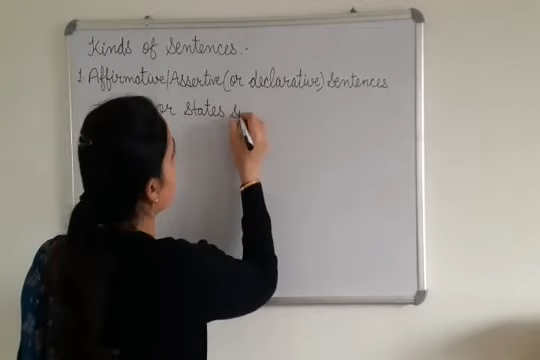 Kinds of Sentences:-
1. Affirmative/Assertive (or declarative) Sentences
or States